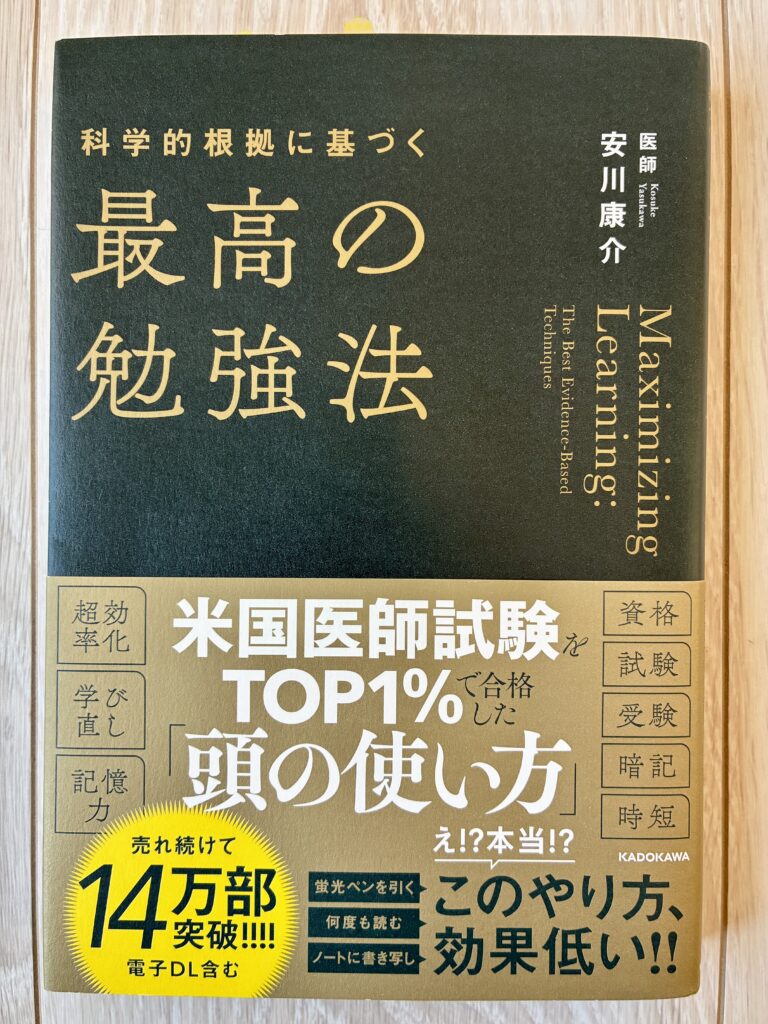 科学的根拠に基づく
最高の
勉強法
医師
安川康介
Kosuke
Yasukawa
Maximizing
Learning:
The Best Evidence-Based
Techniques
超効
率化
学び
直し
記憶
力
米国医師試験を
TOP1%で合格
した
「頭の使い方」
資格
試験
受験
暗記
時短
KADOKAWA
売れ続けて
14万部
突破!!!!
電子DL含む
え!?本当!?
蛍光ペンを引く
何度も読む
ノートに書き写し
このやり方、
効果低い!!